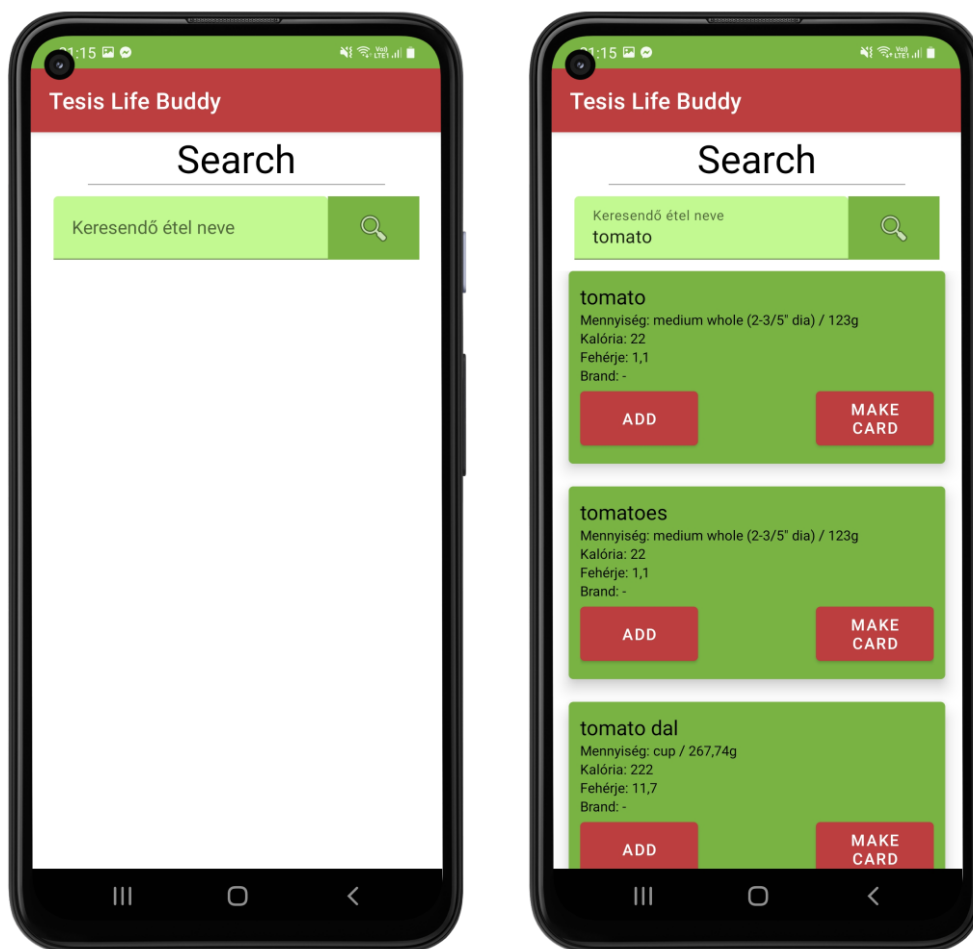 :15
Tesis Life Buddy
Search
Keresendő étel neve
:15
Tesis Life Buddy
Search
Keresendő étel neve
tomato
tomato
Mennyiség: medium whole (2-3/5" dia) / 123g
Kalória: 22
Fehérje: 1,1
Brand: -
ADD
MAKE
CARD
tomatoes
Mennyiség: medium whole (2-3/5" dia) / 123g
Kalória: 22
Fehérje: 1,1
Brand: -
ADD
MAKE
CARD
tomato dal
Mennyiség: cup / 267,74g
Kalória: 222
Fehérje: 11,7
Brand: -
ADD
MAKE
CARD